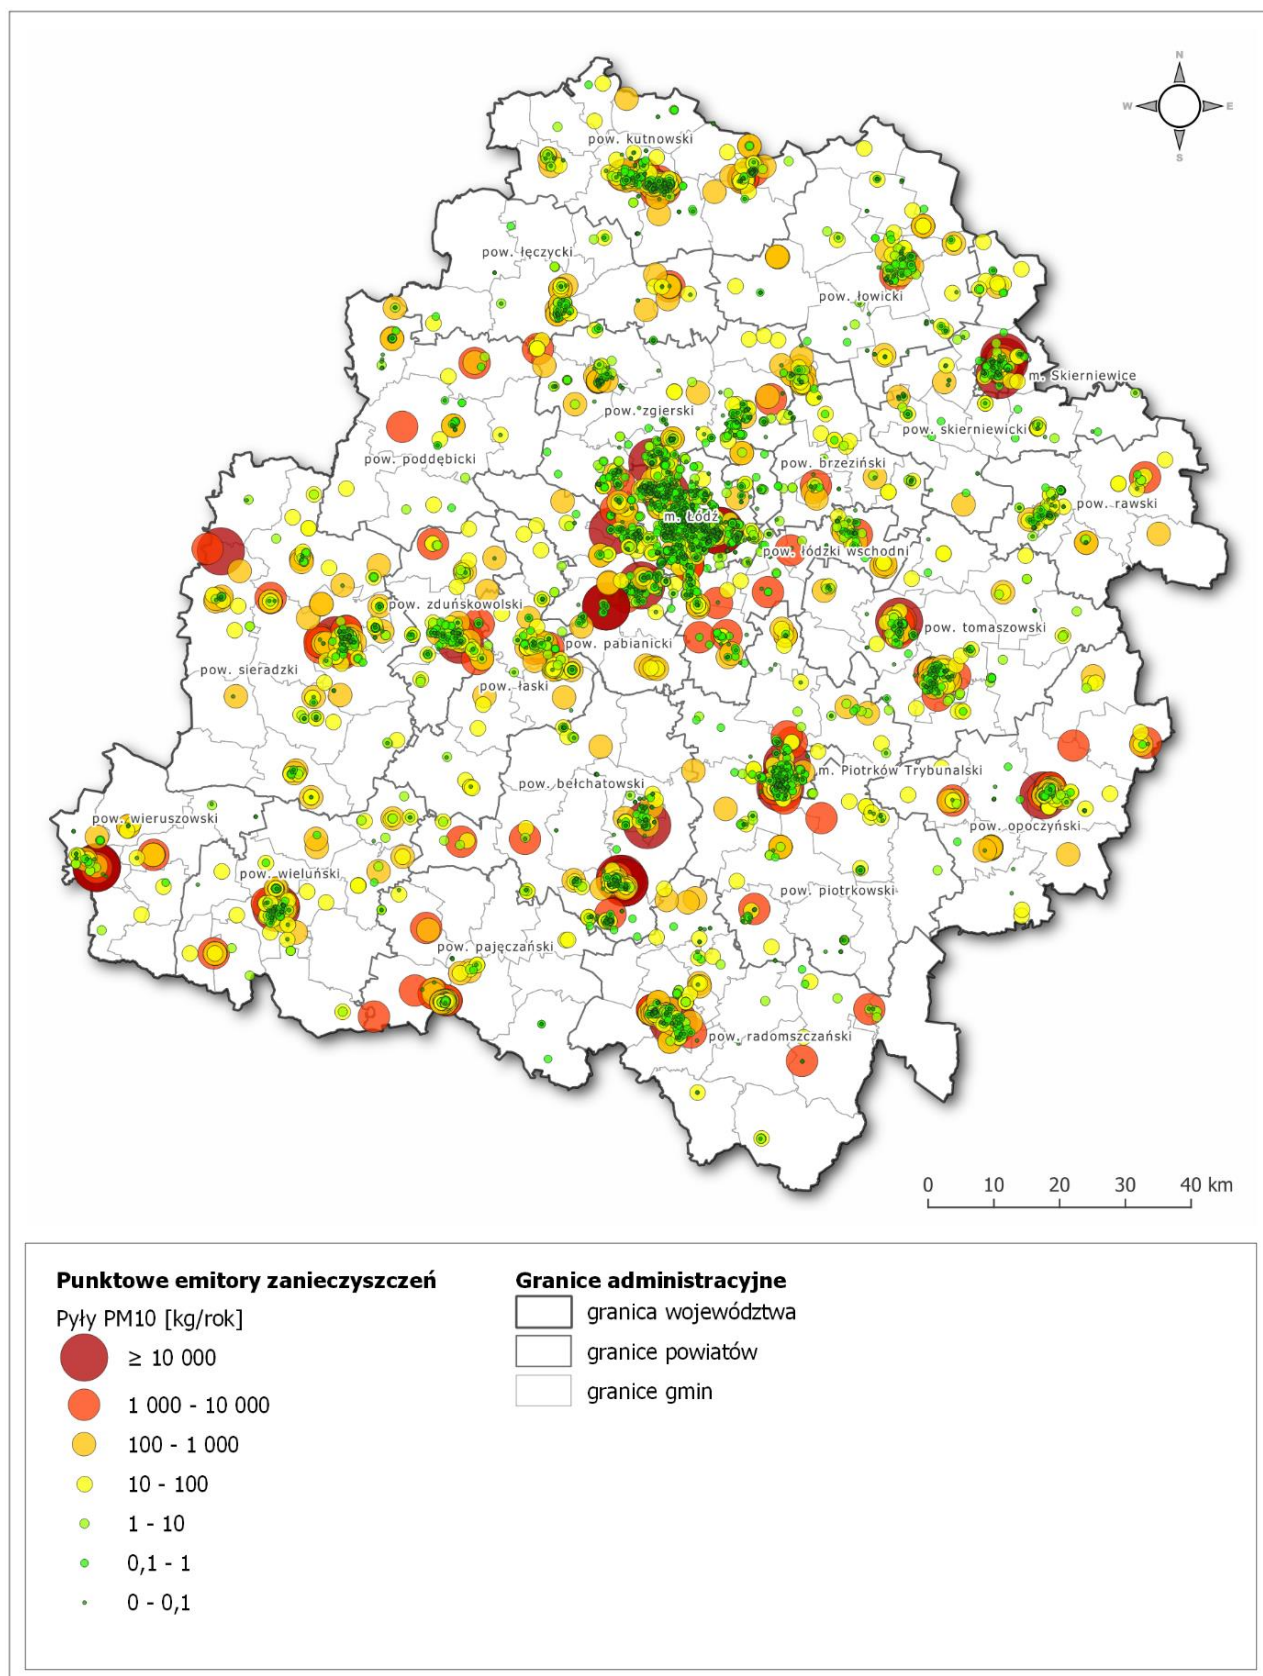 N
W
E
S
pow. kutnowski
pow. łęczycki
pow. łowicki
m. Skierniewice
pow. zgierski
pow. skierniewicki
pow. poddębicki
pow. brzeziński
pow. rawski
m. Łódź
pow. łódzki wschodni
pow. zduńskowolski
pow. tomaszowski
pow. pabianicki
pow. sieradzki
pow. łaski
m. Piotrków Trybunalski
pow. bełchatowski
pow. wieruszowski
pow. opoczyński
pow. wieluński
pow. piotrkowski
pow. pajęczański
pow. radomszczański
0 10 20 30 40 km
Punktowe emitory zanieczyszczeń
Pyły PM10 [kg/rok]
≥ 10 000
1 000 - 10 000
100 - 1 000
10 - 100
1 - 10
0,1 - 1
0 - 0,1
Granice administracyjne
granica województwa
granice powiatów
granice gmin